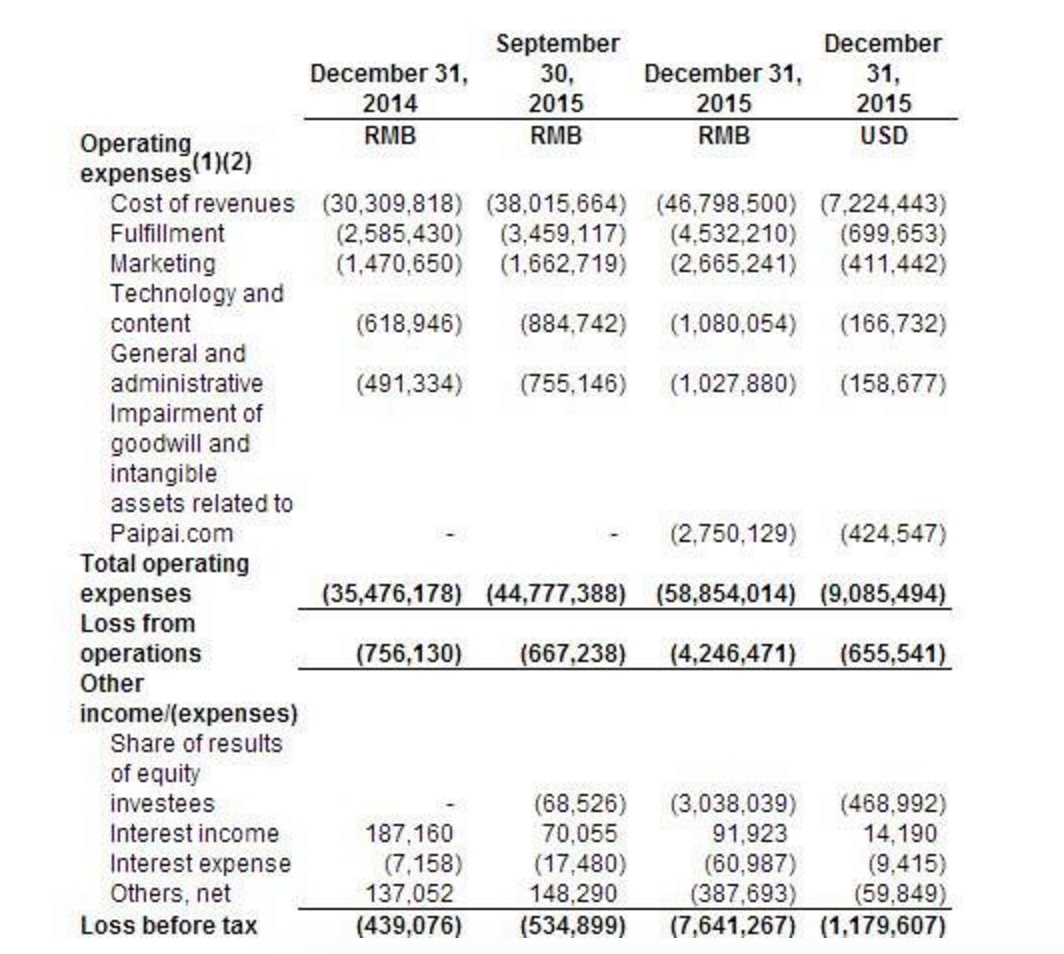 September December
December 31, 30, December 31, 31,
2014 2015 2015 2015
RMB RMB RMB USD
Operating
expenses(1)(2)
Cost of revenues (30,309,818) (38,015,664) (46,798,500) (7,224,443)
Fulfillment (2,585,430) (3,459,117) (4,532,210) (699,653)
Marketing (1,470,650) (1,662,719) (2,665,241) (411,442)
Technology and
content (618,946) (884,742) (1,080,054) (166,732)
General and
administrative (491,334) (755,146) (1,027,880) (158,677)
Impairment of
goodwill and
intangible
assets related to
Paipai.com - - (2,750,129) (424,547)
Total operating
expenses (35,476,178) (44,777,388) (58,854,014) (9,085,494)
Loss from
operations (756,130) (667,238) (4,246,471) (655,541)
Other
income/(expenses)
Share of results
of equity
investees - (68,526) (3,038,039) (468,992)
Interest income 187,160 70,055 91,923 14,190
Interest expense (7,158) (17,480) (60,987) (9,415)
Others, net 137,052 148,290 (387,693) (59,849)
Loss before tax (439,076) (534,899) (7,641,267) (1,179,607)